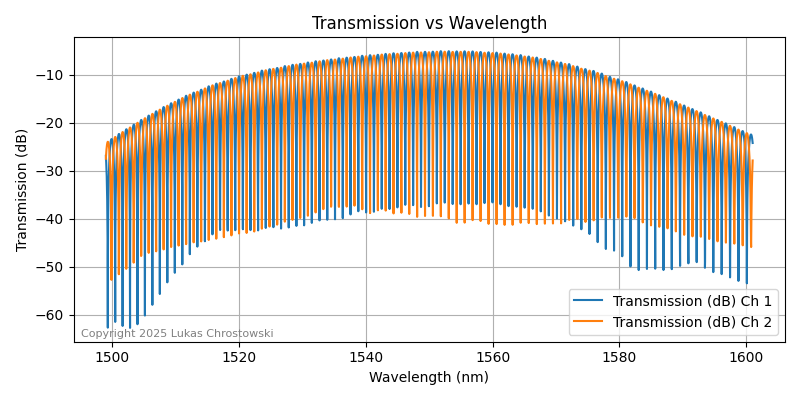 Transmission vs Wavelength
Transmission (dB)
−10
−20
−30
−40
−50
−60
Transmission (dB) Ch 1
Transmission (dB) Ch 2
Copyright 2025 Lukas Chrostowski
1500 1520 1540 1560 1580 1600
Wavelength (nm)